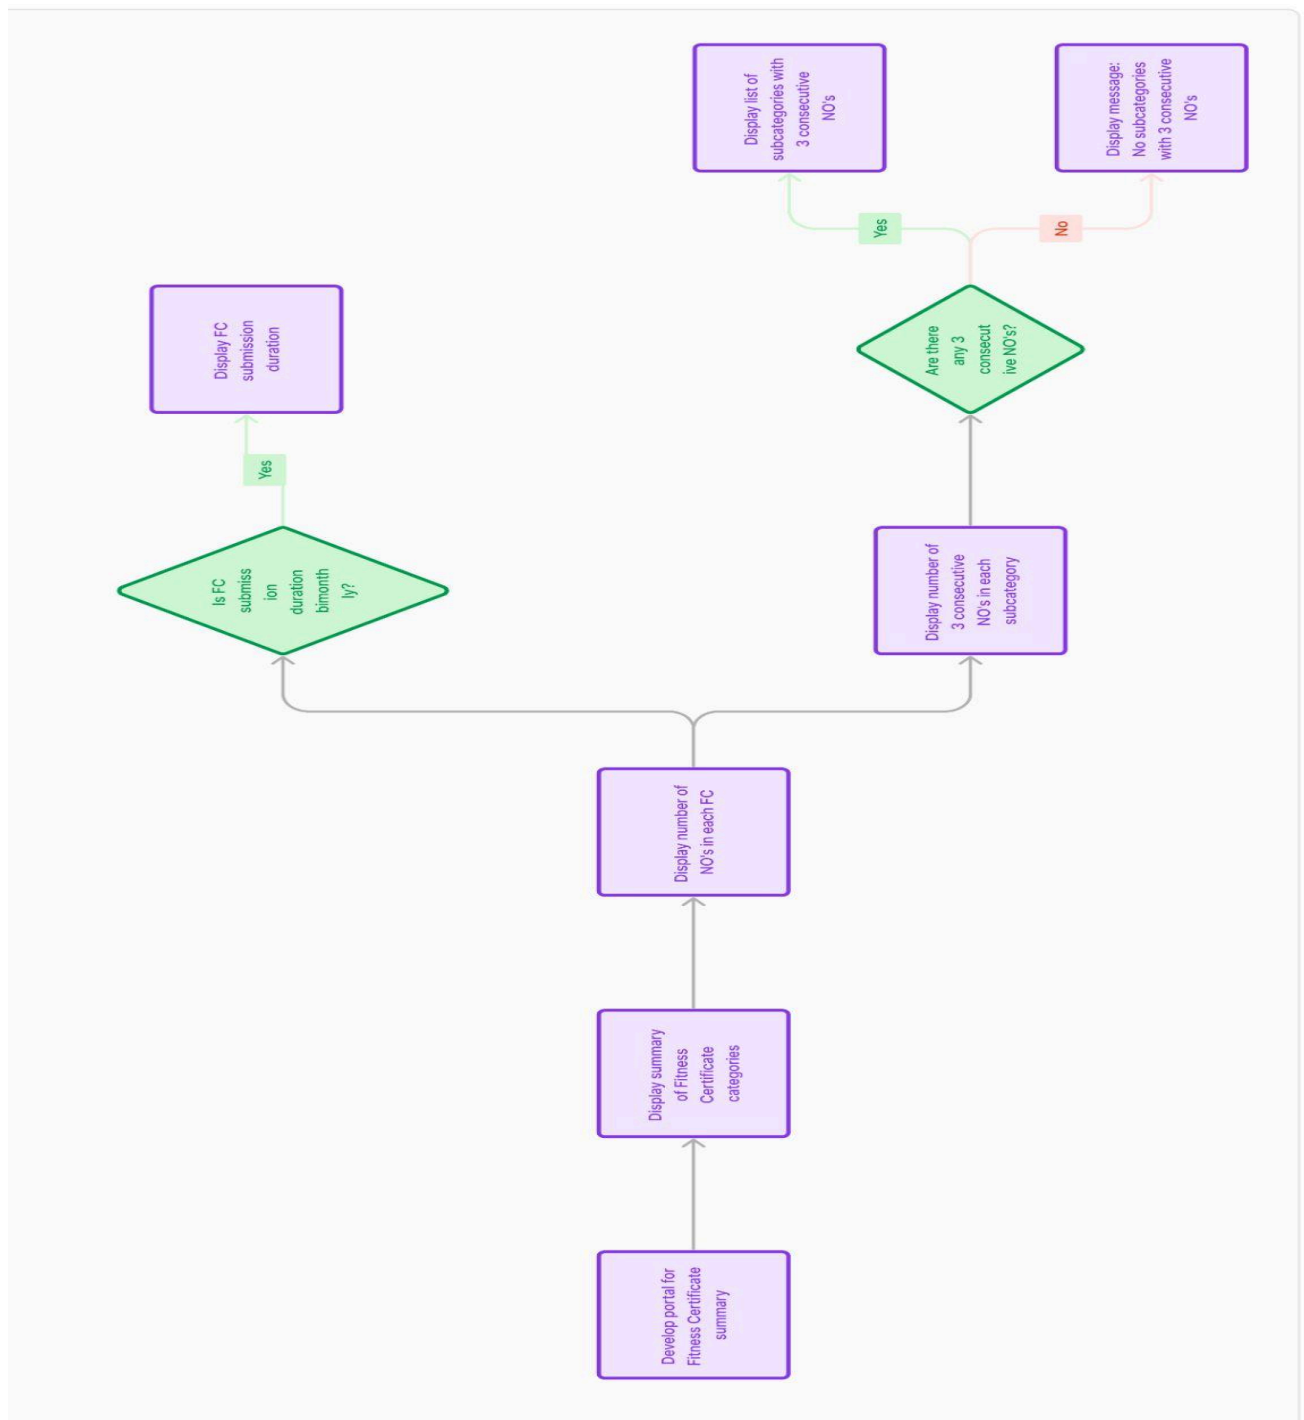 Develop portal for
Fitness Certificate
summary
Display summary
of Fitness
Certificate
categories
Display number of
NO's in each FC
Is FC
submiss
ion
duration
bimonth
ly?
Yes
Display FC
submission
duration
Display number of
3 consecutive
NO's in each
subcategory
Are there
any 3
consecut
ive NO's?
Yes
Display list of
subcategories with
3 consecutive
NO's
No
Display message:
No subcategories
with 3 consecutive
NO's